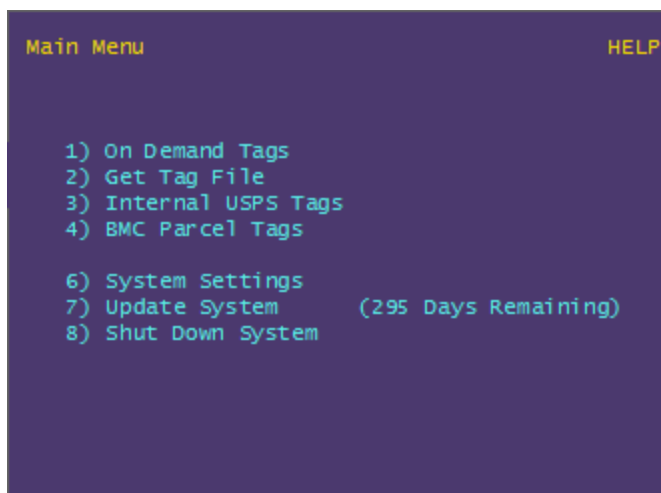 Main Menu HELP
1) On Demand Tags
2) Get Tag File
3) Internal USPS Tags
4) BMC Parcel Tags
6) System Settings
7) Update System (295 Days Remaining)
8) Shut Down System